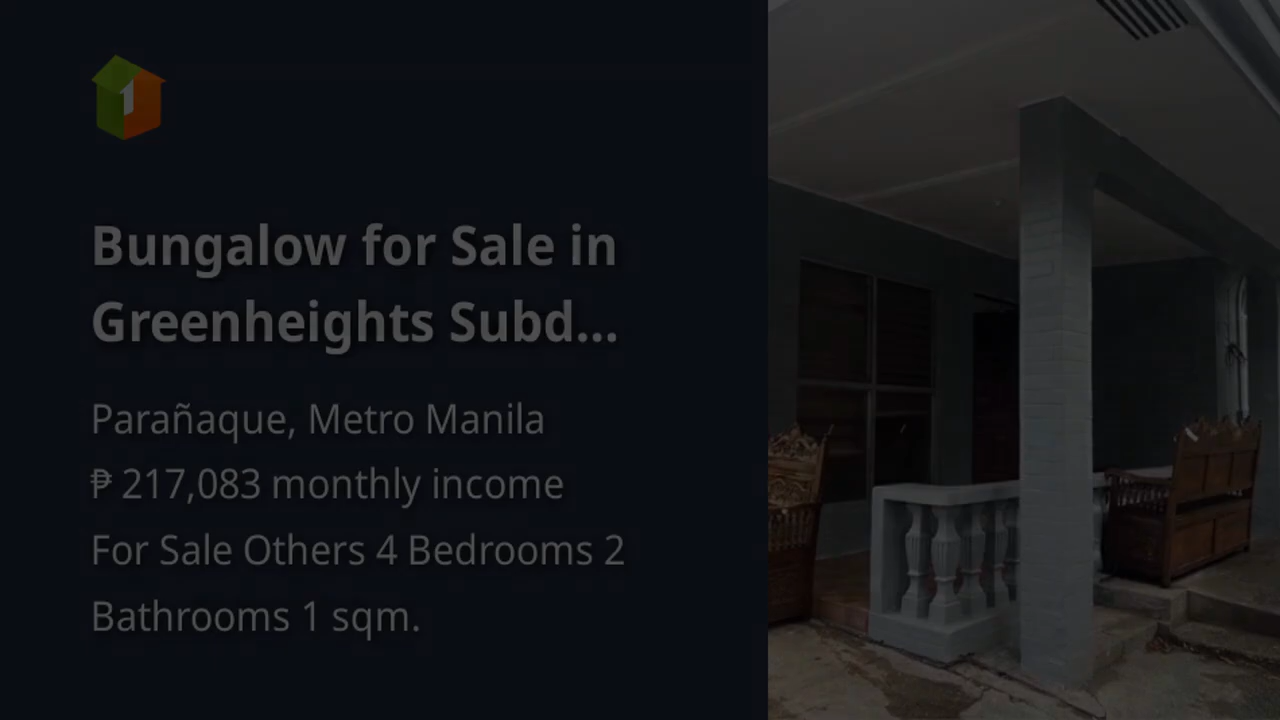 Bungalow for Sale in
Greenheights Subd...
Parañaque, Metro Manila
₱ 217,083 monthly income
For Sale Others 4 Bedrooms 2
Bathrooms 1 sqm.